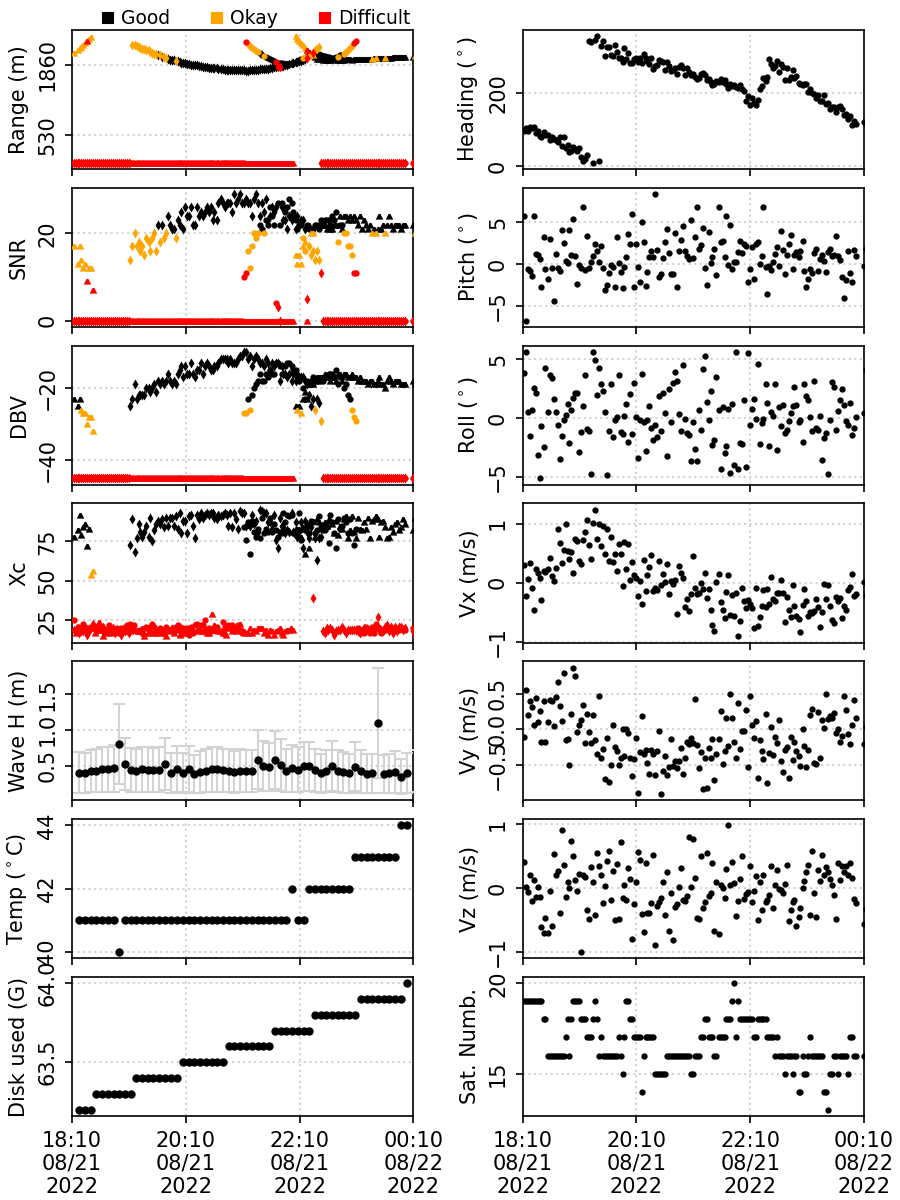 Good Okay Difficult
Range (m)
1860
530
Heading (°)
200
0
SNR
20
0
Pitch (°)
5
0
−5
DBV
−20
−40
Roll (°)
5
0
−5
Xc
75
50
25
Vx (m/s)
1
0
−1
Wave H (m)
1.5
1.0
0.5
Vy (m/s)
0.5
0.0
−0.5
Temp (°C)
44
42
40
Vz (m/s)
1
0
−1
Disk used (G)
64.0
63.5
Sat. Numb.
20
15
18:10 20:10 22:10 00:10 18:10 20:10 22:10 00:10
08/21 08/21 08/21 08/22 08/21 08/21 08/21 08/22
2022 2022 2022 2022 2022 2022 2022 2022